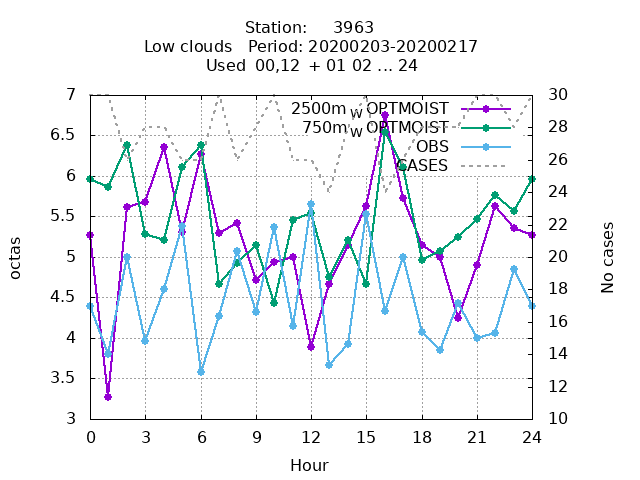 Station: 3963
Low clouds Period: 20200203-20200217
Used 00,12 + 01 02 ... 24
2500m_W OPTMOIST
750m_W OPTMOIST
OBS
CASES
7
6.5
6
5.5
5
4.5
4
3.5
3
30
28
26
24
22
20
18
16
14
12
10
octas
No cases
0 3 6 9 12 15 18 21 24
Hour